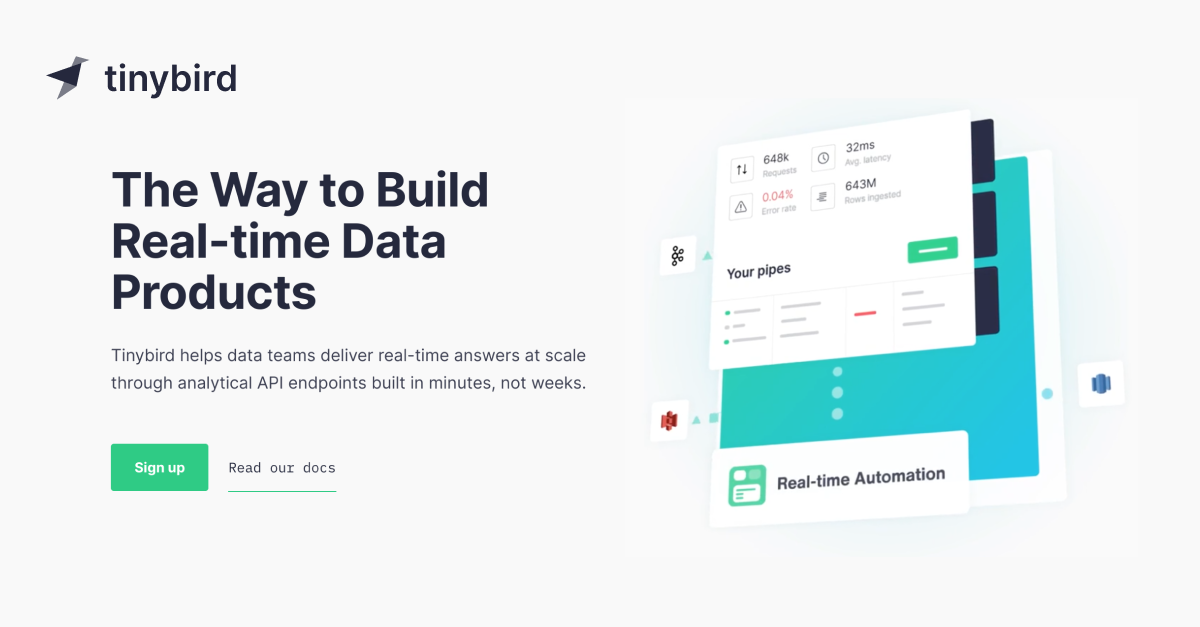 tinybird
The Way to Build
Real-time Data
Products
Tinybird helps data teams deliver real-time answers at scale
through analytical API endpoints built in minutes, not weeks.
Sign up
Read our docs
648k
Requests
32ms
Avg. latency
0.04%
Error rate
643M
Rows ingested
Your pipes
Real-time Automation